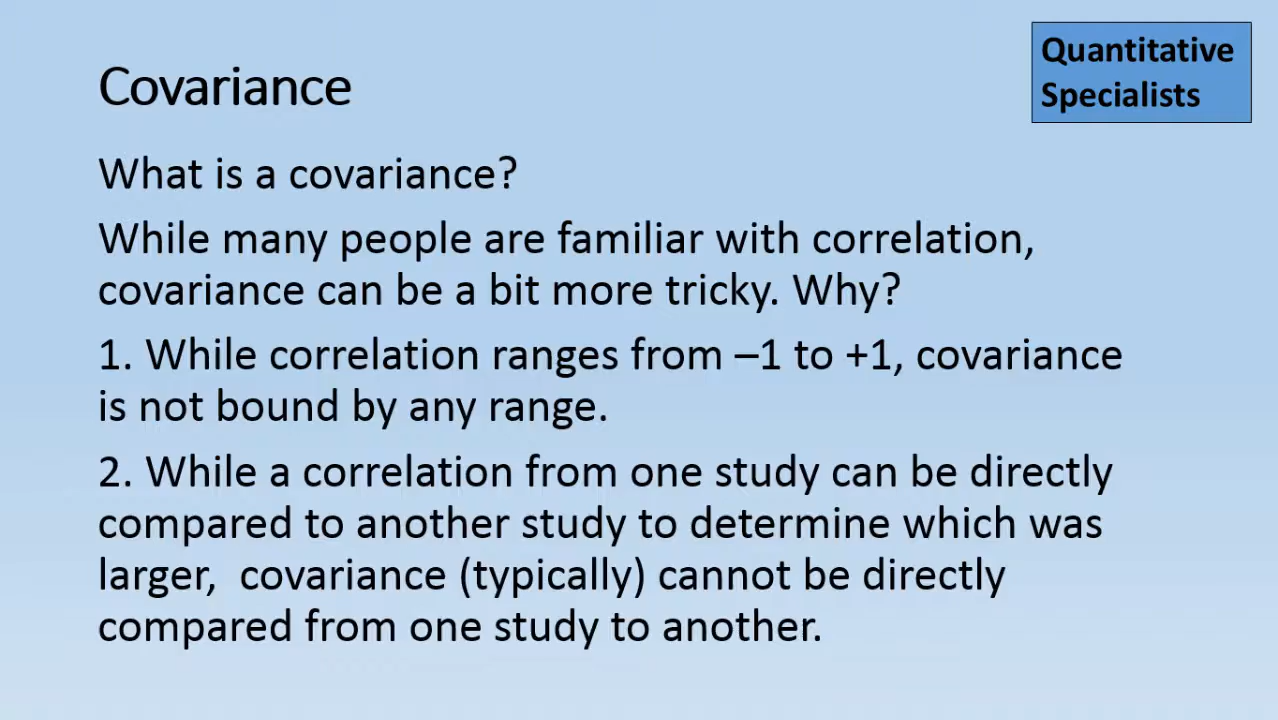 Quantitative
Specialists
Covariance
What is a covariance?
While many people are familiar with correlation,
covariance can be a bit more tricky. Why?
1. While correlation ranges from –1 to +1, covariance
is not bound by any range.
2. While a correlation from one study can be directly
compared to another study to determine which was
larger,  covariance (typically) cannot be directly
compared from one study to another.